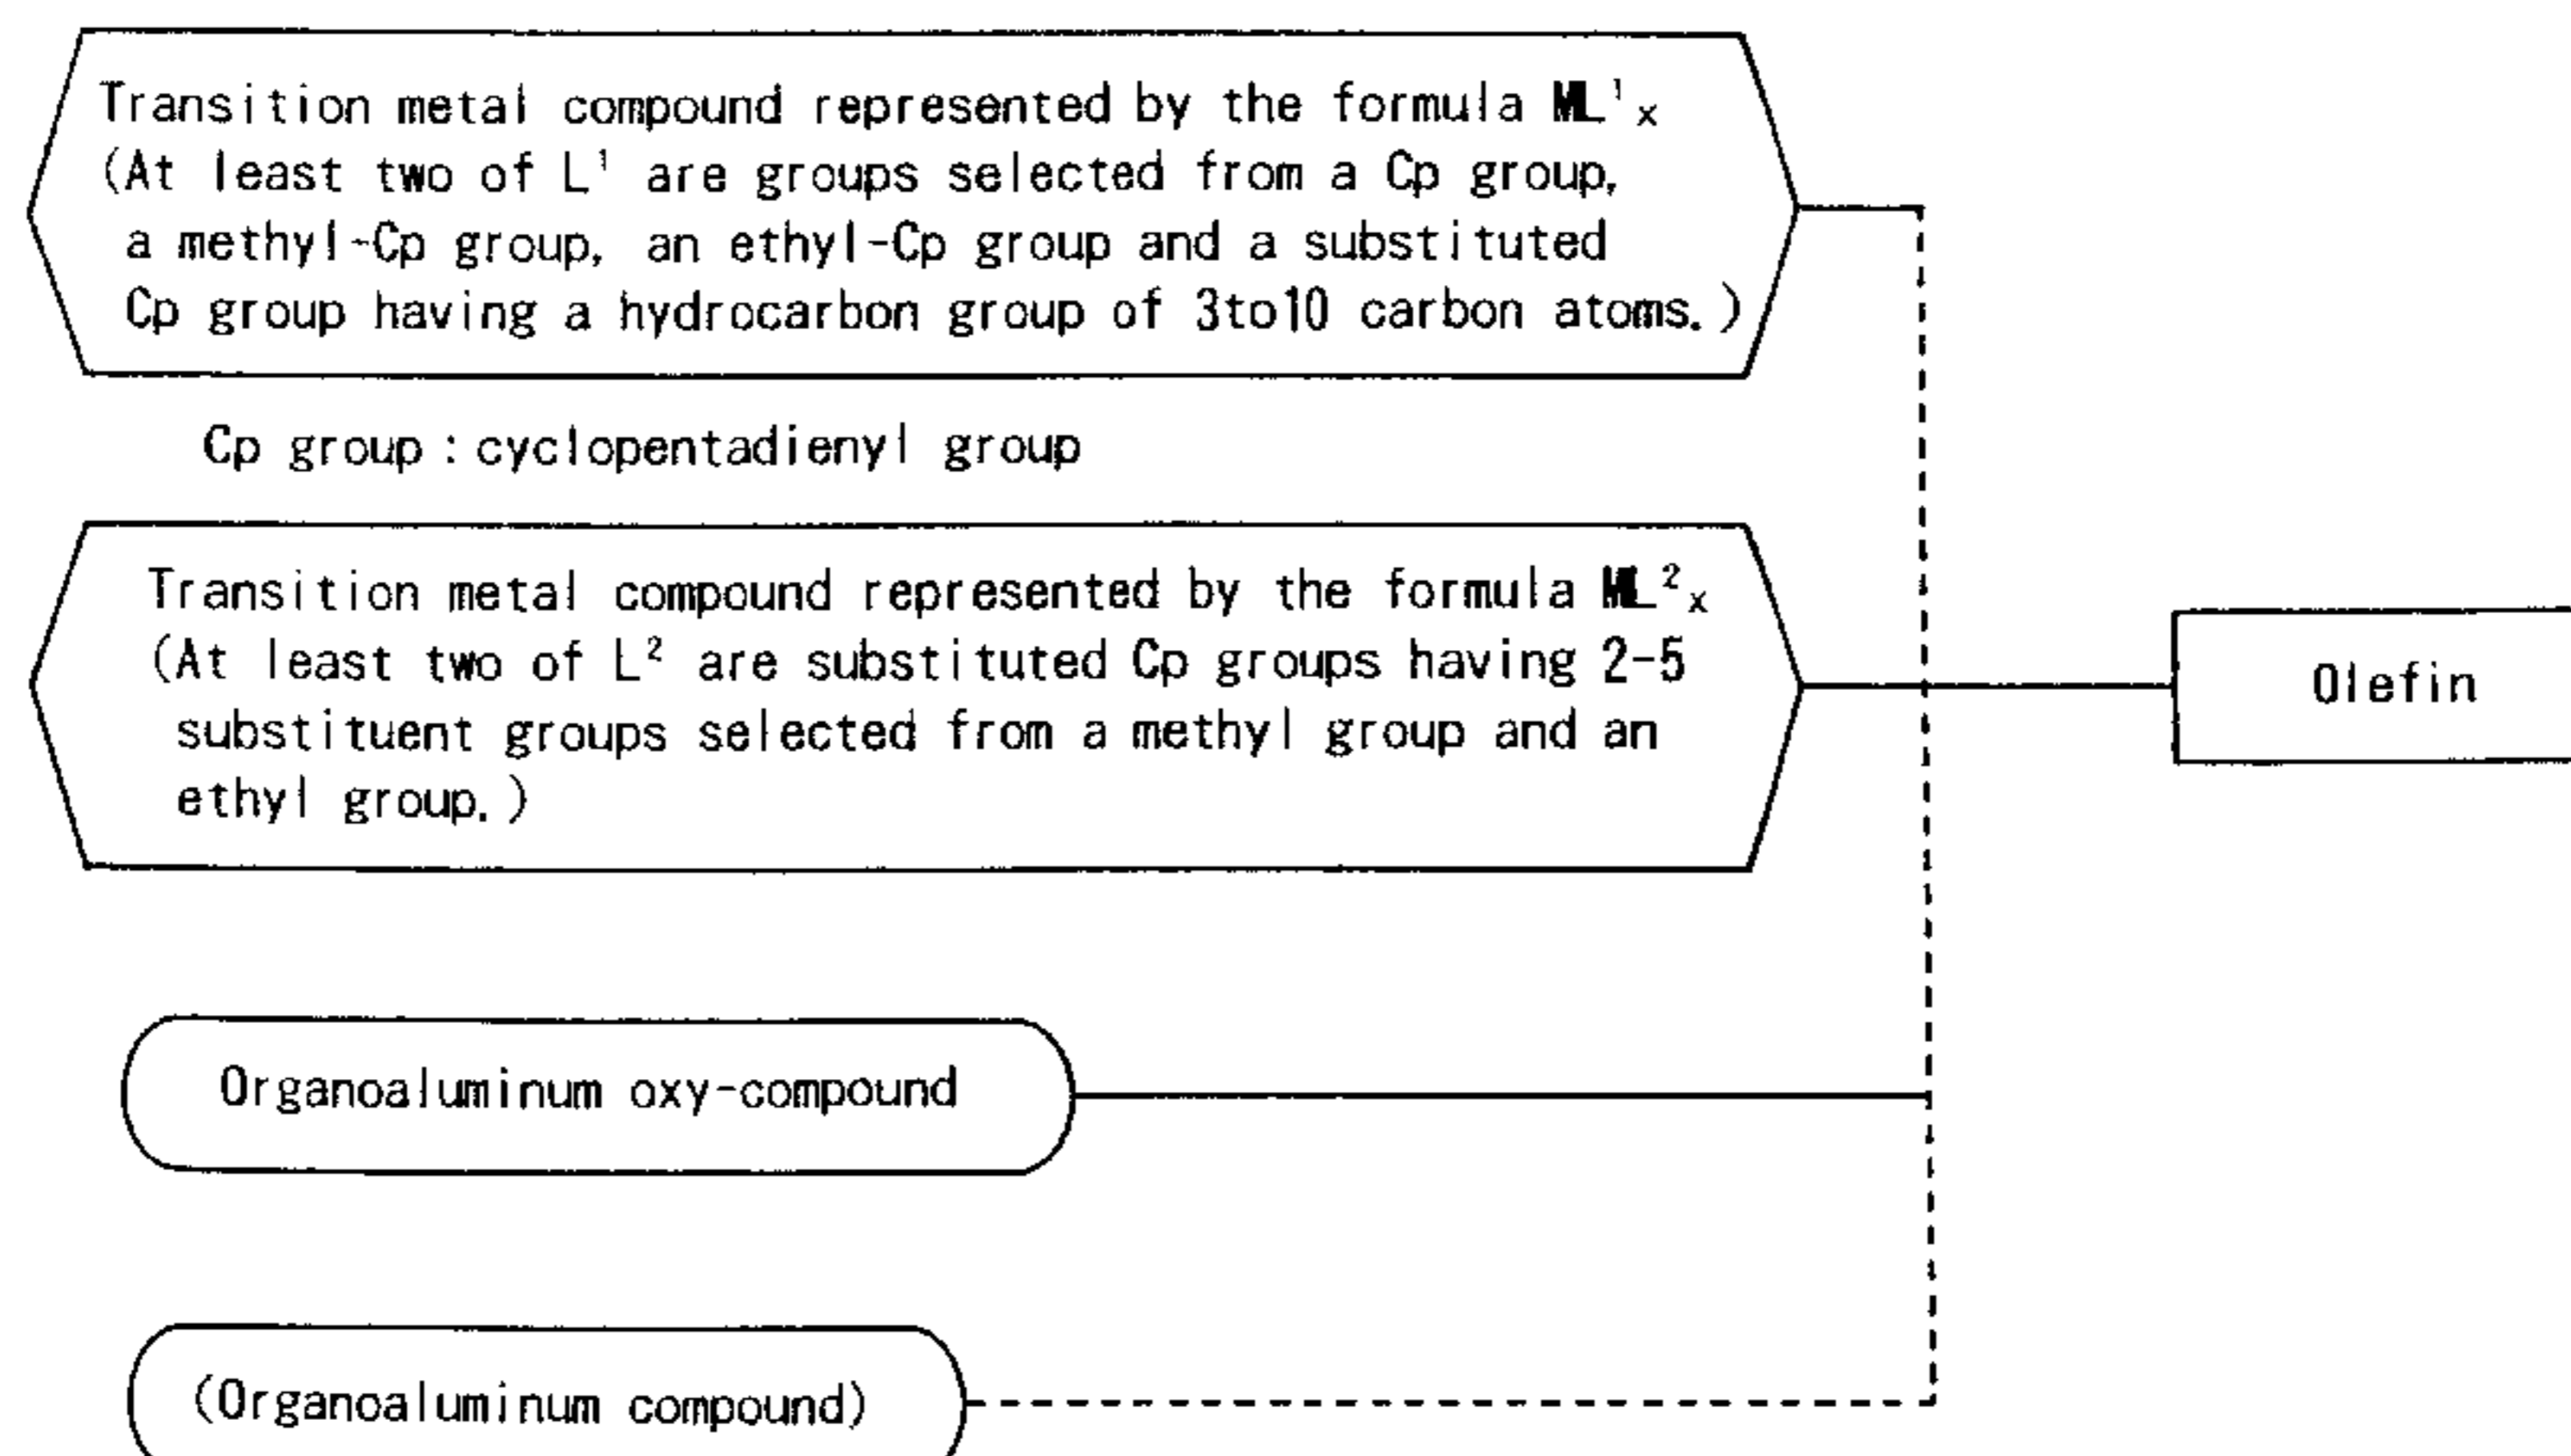 Transition metal compound represented by the formula ML¹ₓ
(At least two of L¹ are groups selected from a Cp group,
a methyl-Cp group, an ethyl-Cp group and a substituted
Cp group having a hydrocarbon group of 3to10 carbon atoms.)
Cp group : cyclopentadienyl group
Transition metal compound represented by the formula ML²ₓ
(At least two of L² are substituted Cp groups having 2-5
substituent groups selected from a methyl group and an
ethyl group.)
Olefin
Organoaluminum oxy-compound
(Organoaluminum compound)